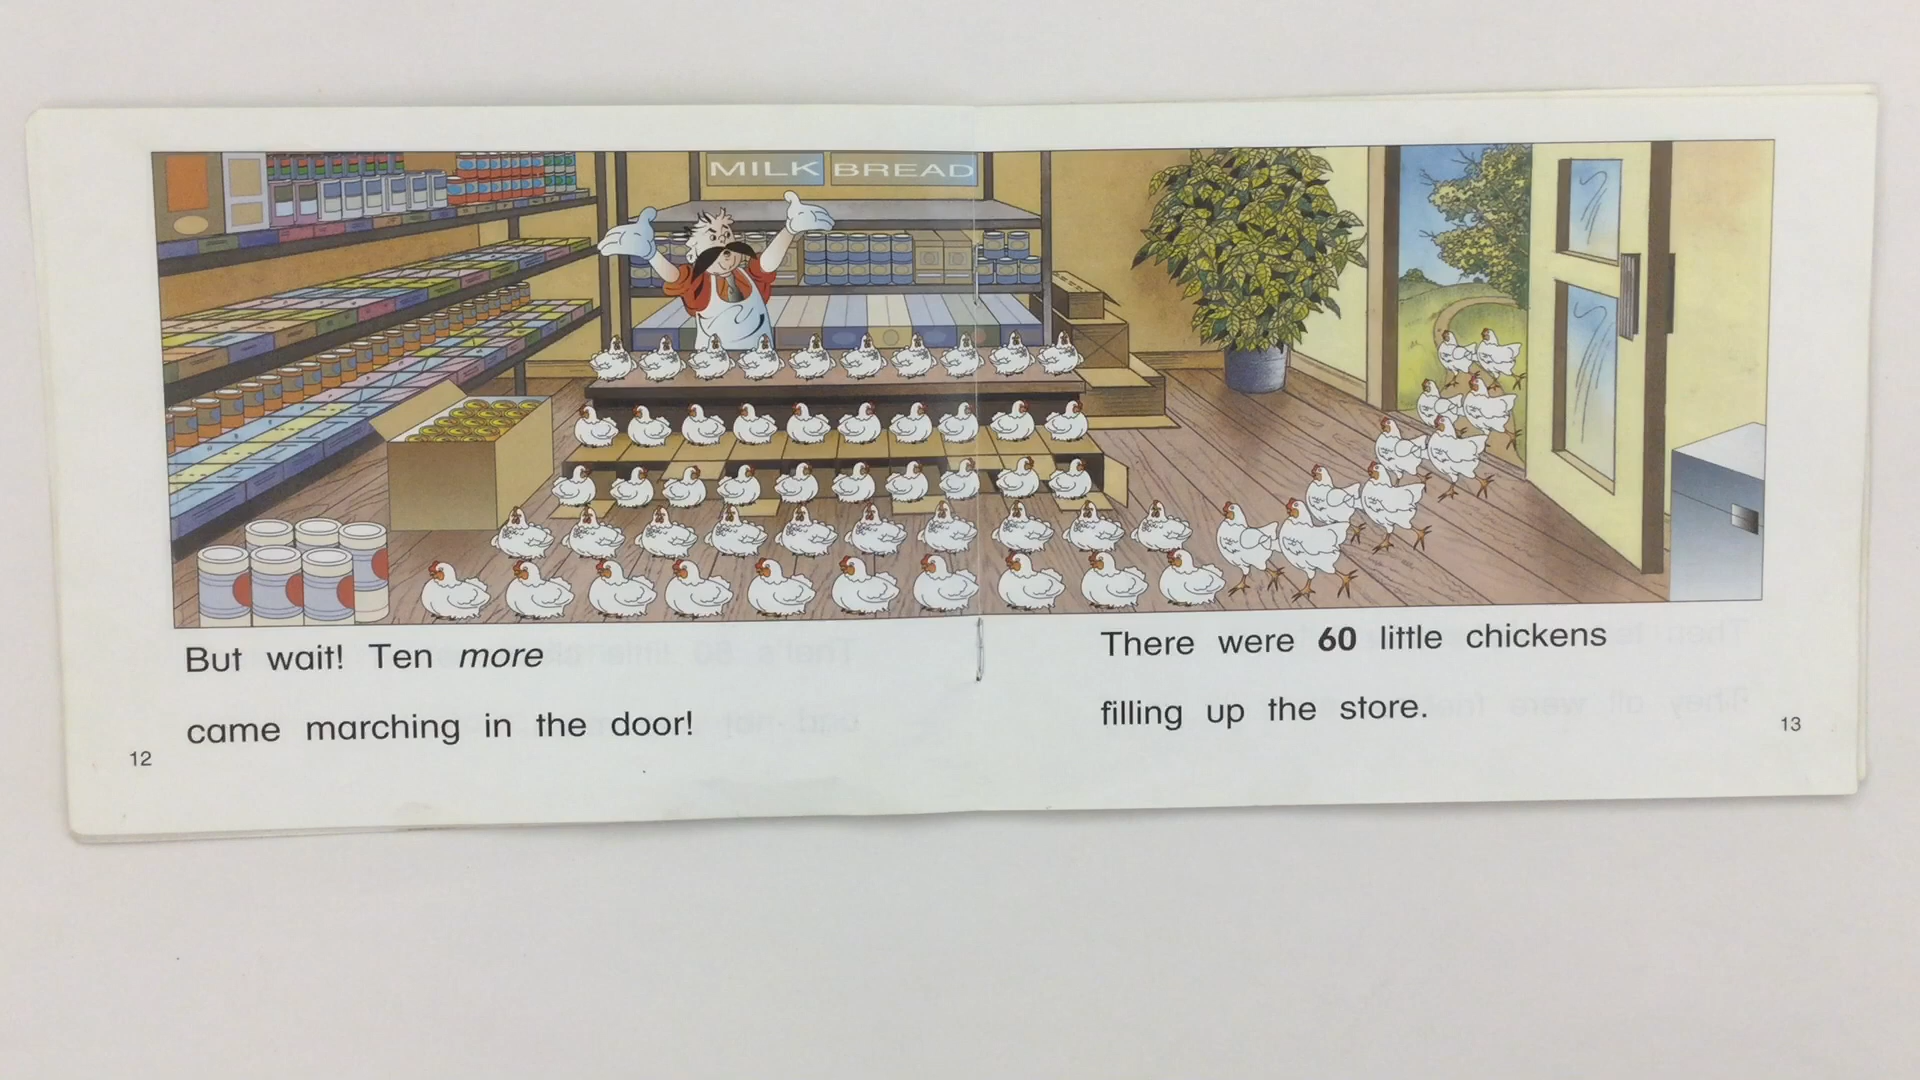 MILK BREAD
But wait! Ten more
came marching in the door!
12
There were 60 little chickens
filling up the store.
13